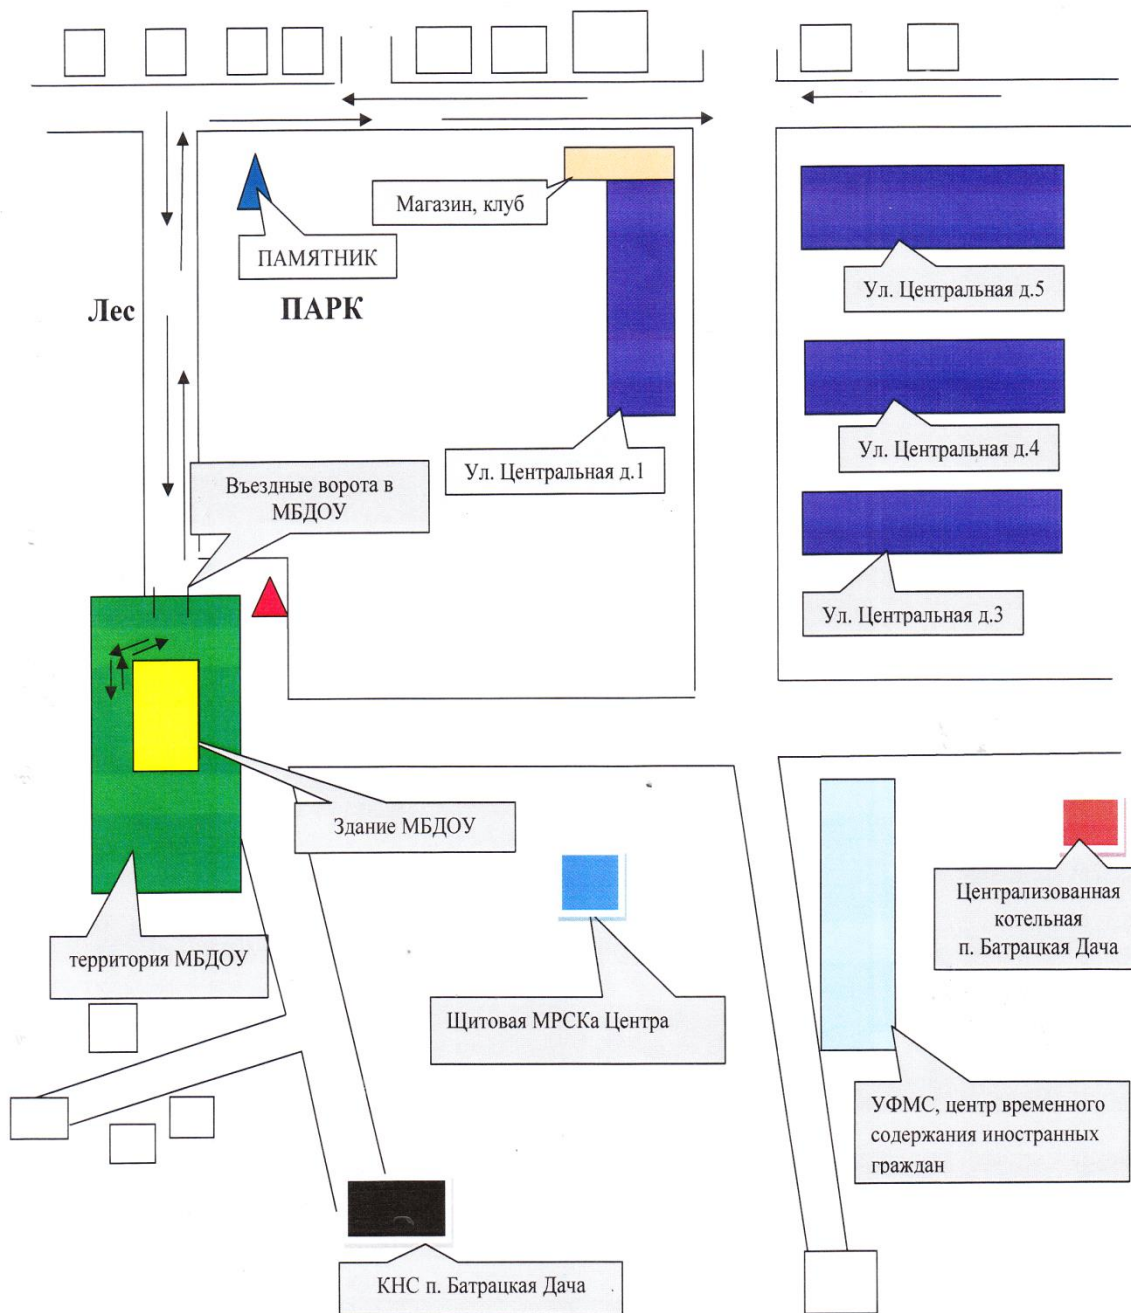 Магазин, клуб
ПАМЯТНИК
Ул. Центральная д.5
Лес
ПАРК
Ул. Центральная д.4
Ул. Центральная д.1
Въездные ворота в
МБДОУ
Ул. Центральная д.3
Здание МБДОУ
Централизованная
котельная
п. Батрацкая Дача
территория МБДОУ
Щитовая МРСКа Центра
УФМС, центр временного
содержания иностранных
граждан
КНС п. Батрацкая Дача